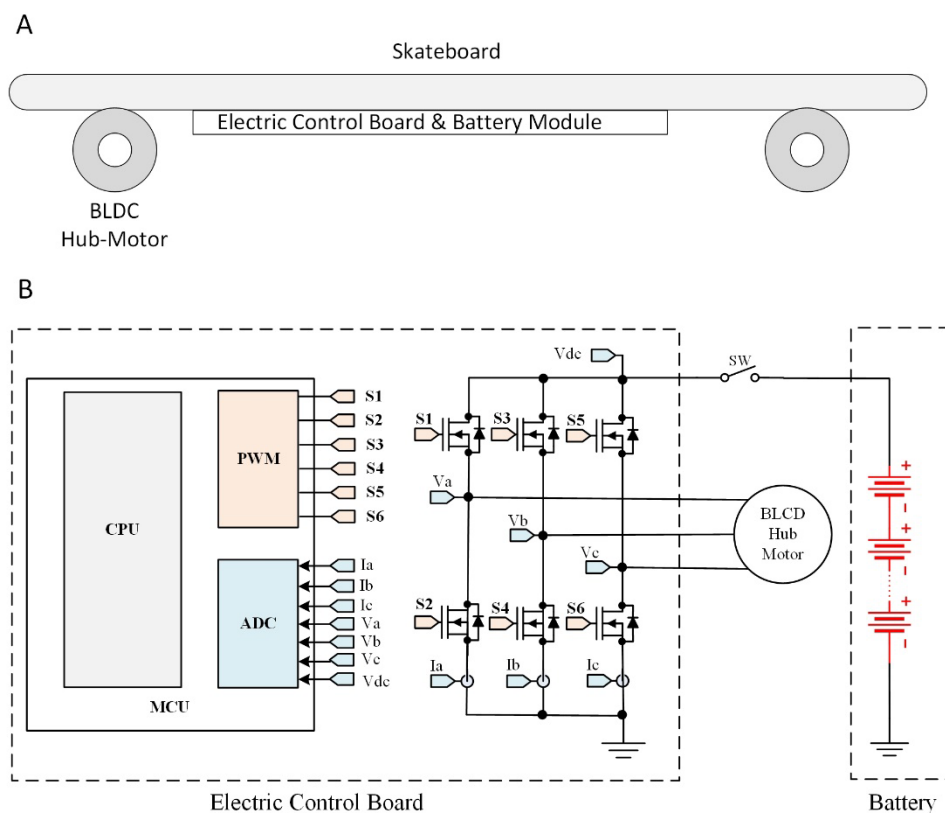 A
Skateboard
Electric Control Board & Battery Module
BLDC
Hub-Motor
B
Vdc
SW
S1
S2
S3
S4
S5
S6
PWM
CPU
S1
S3
S5
Va
Vb
Vc
BLCD
Hub
Motor
+
-
+
-
+
-
Ia
Ib
Ic
Va
Vb
Vc
Vdc
ADC
MCU
S2
S4
S6
Ia
Ib
Ic
Electric Control Board
Battery